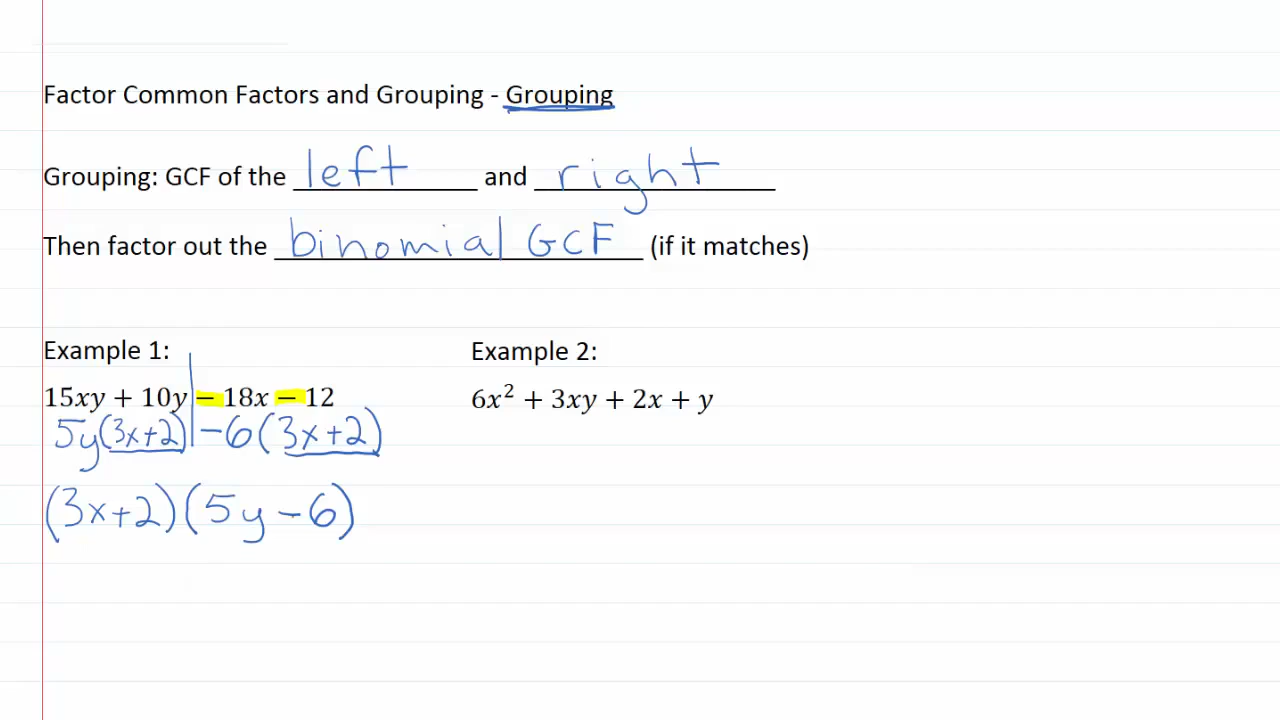 Factor Common Factors and Grouping - Grouping
Grouping: GCF of the left and right
Then factor out the binomial GCF (if it matches)
Example 1:
15xy + 10y − 18x − 12
5y(3x+2) −6(3x+2)
(3x+2)(5y−6)
Example 2:
6x² + 3xy + 2x + y